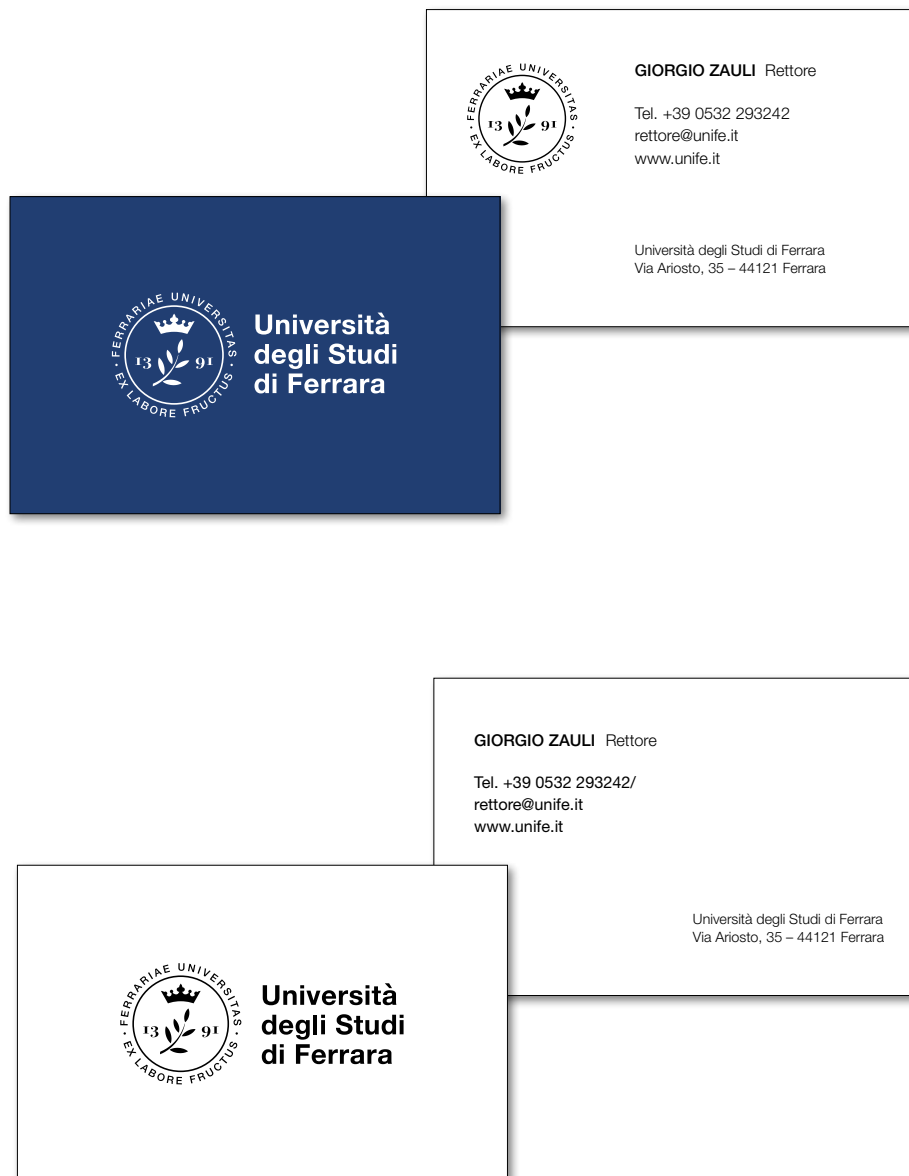 FERRARIAE UNIVERSITAS
13 91
· EX LABORE FRUCTUS ·
GIORGIO ZAULI Rettore
Tel. +39 0532 293242
rettore@unife.it
www.unife.it
Università degli Studi di Ferrara
Via Ariosto, 35 – 44121 Ferrara
FERRARIAE UNIVERSITAS
13 91
· EX LABORE FRUCTUS ·
Università
degli Studi
di Ferrara
GIORGIO ZAULI Rettore
Tel. +39 0532 293242/
rettore@unife.it
www.unife.it
Università degli Studi di Ferrara
Via Ariosto, 35 – 44121 Ferrara
FERRARIAE UNIVERSITAS
13 91
· EX LABORE FRUCTUS ·
Università
degli Studi
di Ferrara